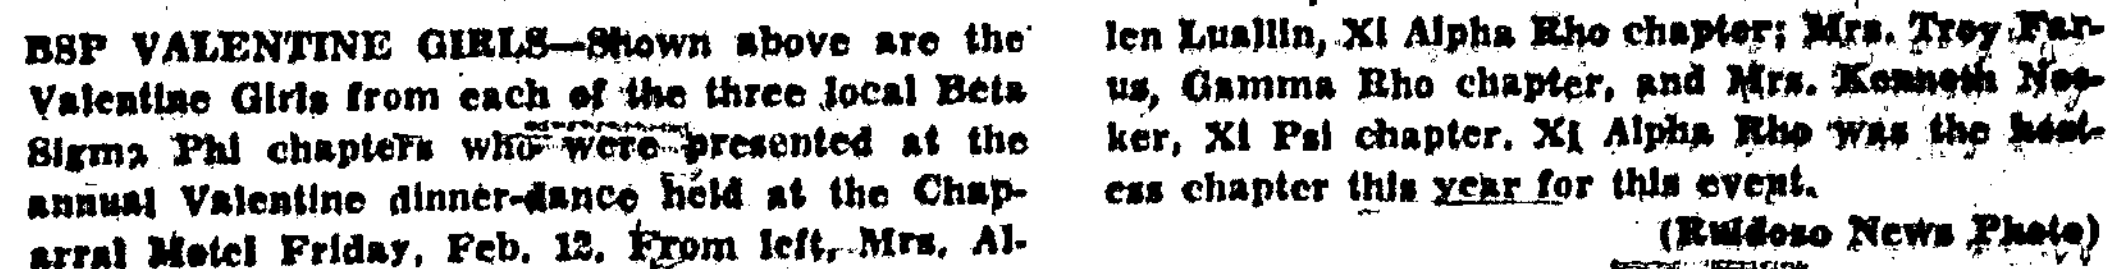 BSP VALENTINE GIRLS—Shown above are the
Valentine Girls from each of the three local Beta
Sigma Phi chapters who were presented at the
annual Valentine dinner-dance held at the Chap-
arral Motel Friday, Feb. 12. From left, Mrs. Al-
len Luallin, Xi Alpha Rho chapter; Mrs. Troy Far-
us, Gamma Rho chapter, and Mrs. Kenneth Nos-
ker, Xi Psi chapter. Xi Alpha Rho was the host-
ess chapter this year for this event.
(Ruidoso News Photo)